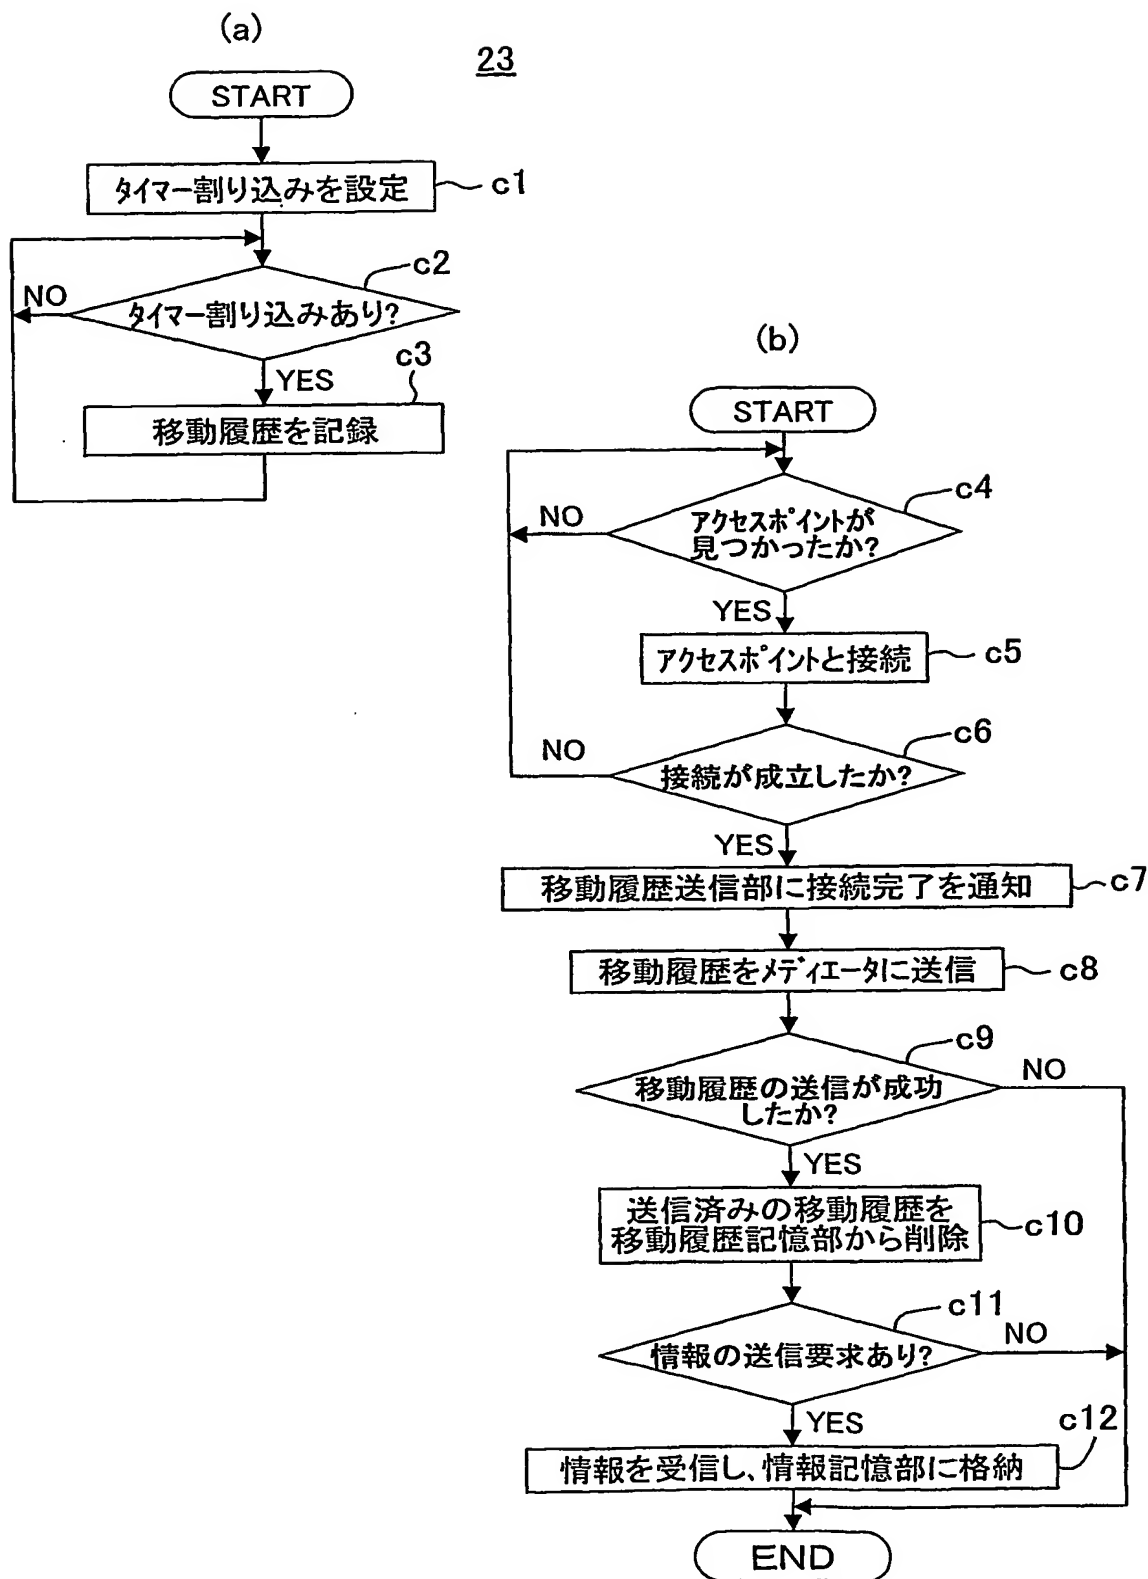 (a)
23
START
タイマー割り込みを設定
c1
c2
NO
タイマー割り込みあり?
YES
c3
移動履歴を記録
(b)
START
c4
NO
アクセスポイントが
見つかったか?
YES
アクセスポイントと接続
c5
c6
NO
接続が成立したか?
YES
移動履歴送信部に接続完了を通知
c7
移動履歴をメディエータに送信
c8
c9
NO
移動履歴の送信が成功
したか?
YES
送信済みの移動履歴を
移動履歴記憶部から削除
c10
c11
NO
情報の送信要求あり?
YES
c12
情報を受信し、情報記憶部に格納
END